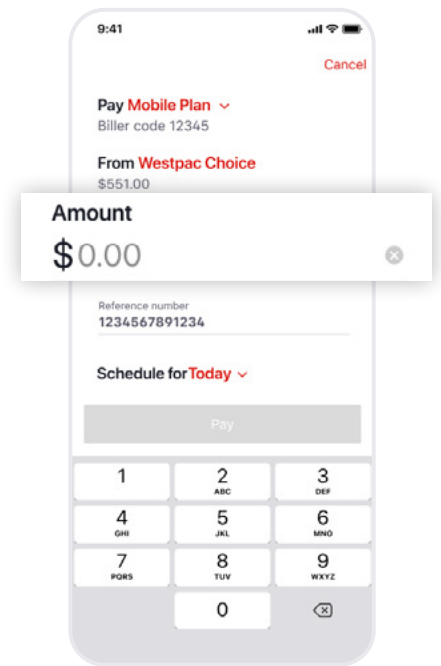 9:41
Cancel
Pay Mobile Plan
Biller code 12345
From Westpac Choice
$551.00
Amount
$0.00
Reference number
1234567891234
Schedule for Today
Pay
1 2 3
ABC DEF
4 5 6
GHI JKL MNO
7 8 9
PQRS TUV WXYZ
0